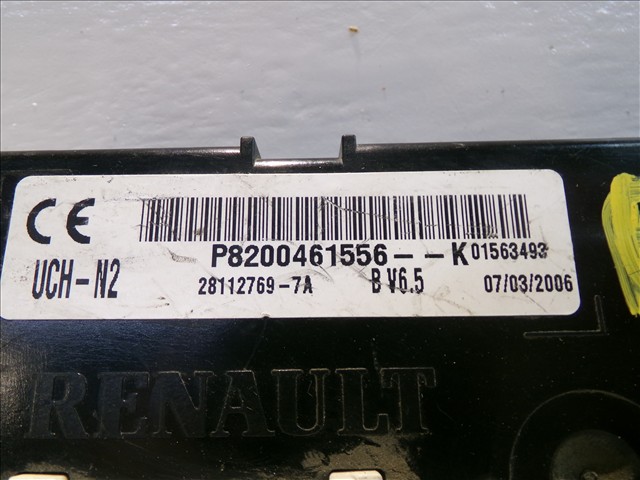 CE
P8200461556--K01563493
UCH-N2 28112769-7A B V6.5 07/03/2006
RENAULT